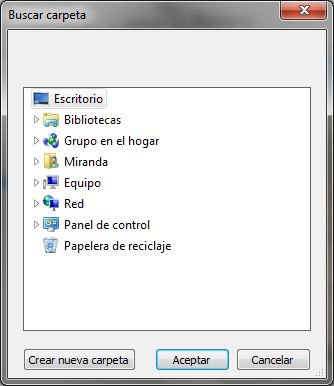 Buscar carpeta
Escritorio
Bibliotecas
Grupo en el hogar
Miranda
Equipo
Red
Panel de control
Papelera de reciclaje
Crear nueva carpeta Aceptar Cancelar